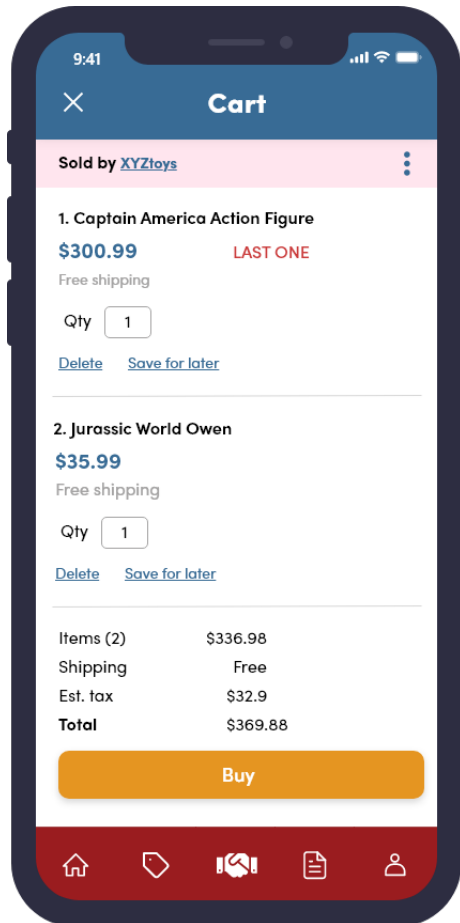 9:41
Cart
Sold by XYZtoys
1. Captain America Action Figure
$300.99 LAST ONE
Free shipping
Qty 1
Delete Save for later
2. Jurassic World Owen
$35.99
Free shipping
Qty 1
Delete Save for later
Items (2) $336.98
Shipping Free
Est. tax $32.9
Total $369.88
Buy